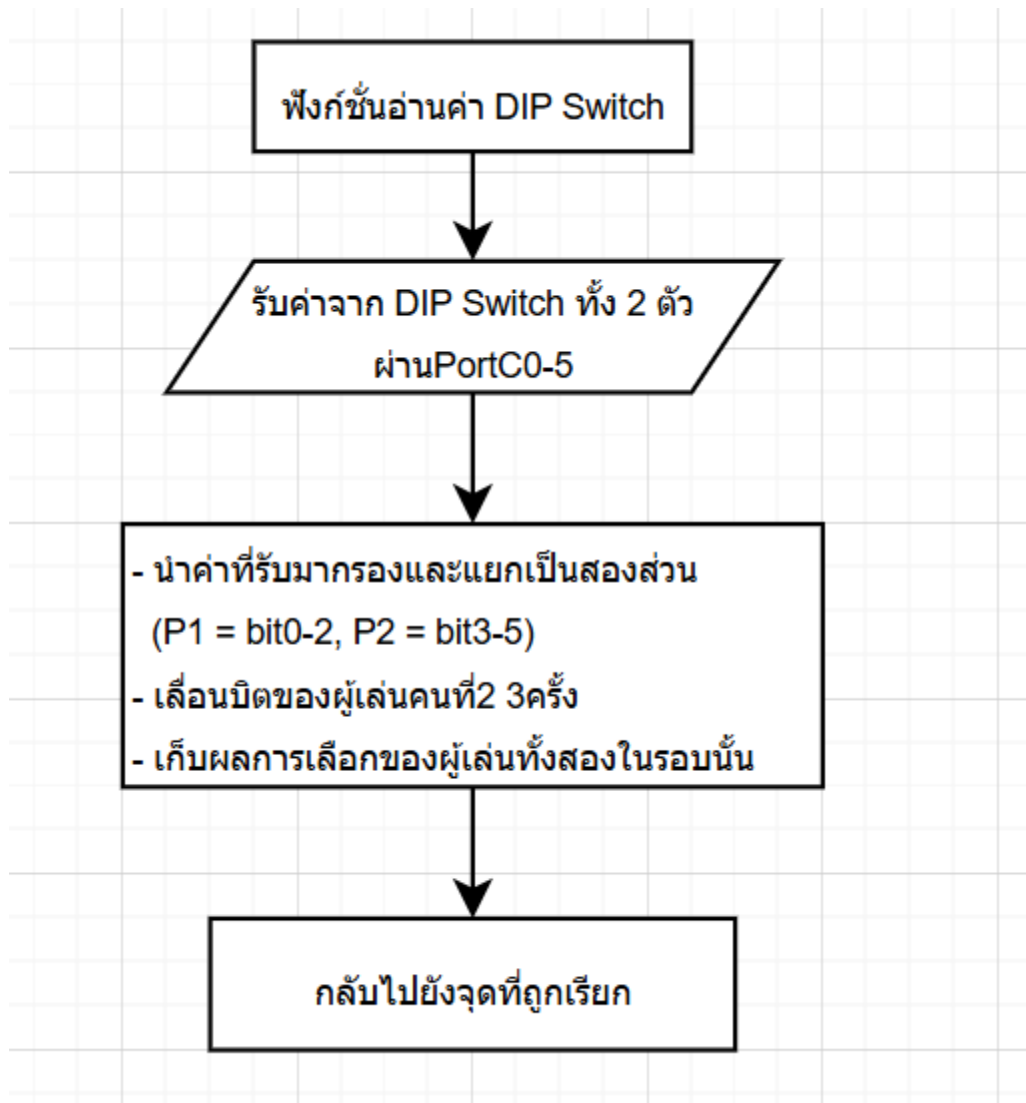 ฟังก์ชั่นอ่านค่า DIP Switch
รับค่าจาก DIP Switch ทั้ง 2 ตัว
ผ่านPortC0-5
- นำค่าที่รับมากรองและแยกเป็นสองส่วน
(P1 = bit0-2, P2 = bit3-5)
- เลื่อนบิตของผู้เล่นคนที่2 3ครั้ง
- เก็บผลการเลือกของผู้เล่นทั้งสองในรอบนั้น
กลับไปยังจุดที่ถูกเรียก